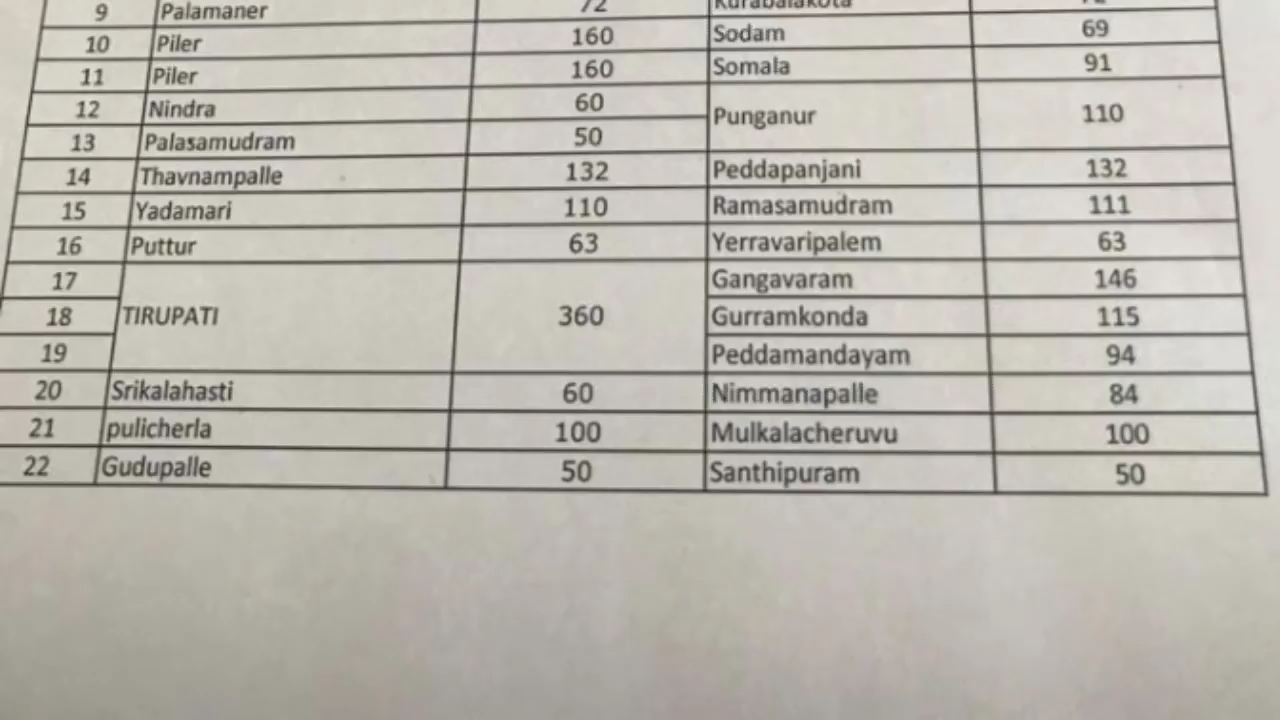 9 Palamaner 72 Kurabalakota
10 Piler 160 Sodam 69
11 Piler 160 Somala 91
12 Nindra 60 Punganur 110
13 Palasamudram 50
14 Thavnampalle 132 Peddapanjani 132
15 Yadamari 110 Ramasamudram 111
16 Puttur 63 Yerravaripalem 63
17 Gangavaram 146
18 TIRUPATI 360 Gurramkonda 115
19 Peddamandayam 94
20 Srikalahasti 60 Nimmanapalle 84
21 pulicherla 100 Mulkalacheruvu 100
22 Gudupalle 50 Santhipuram 50